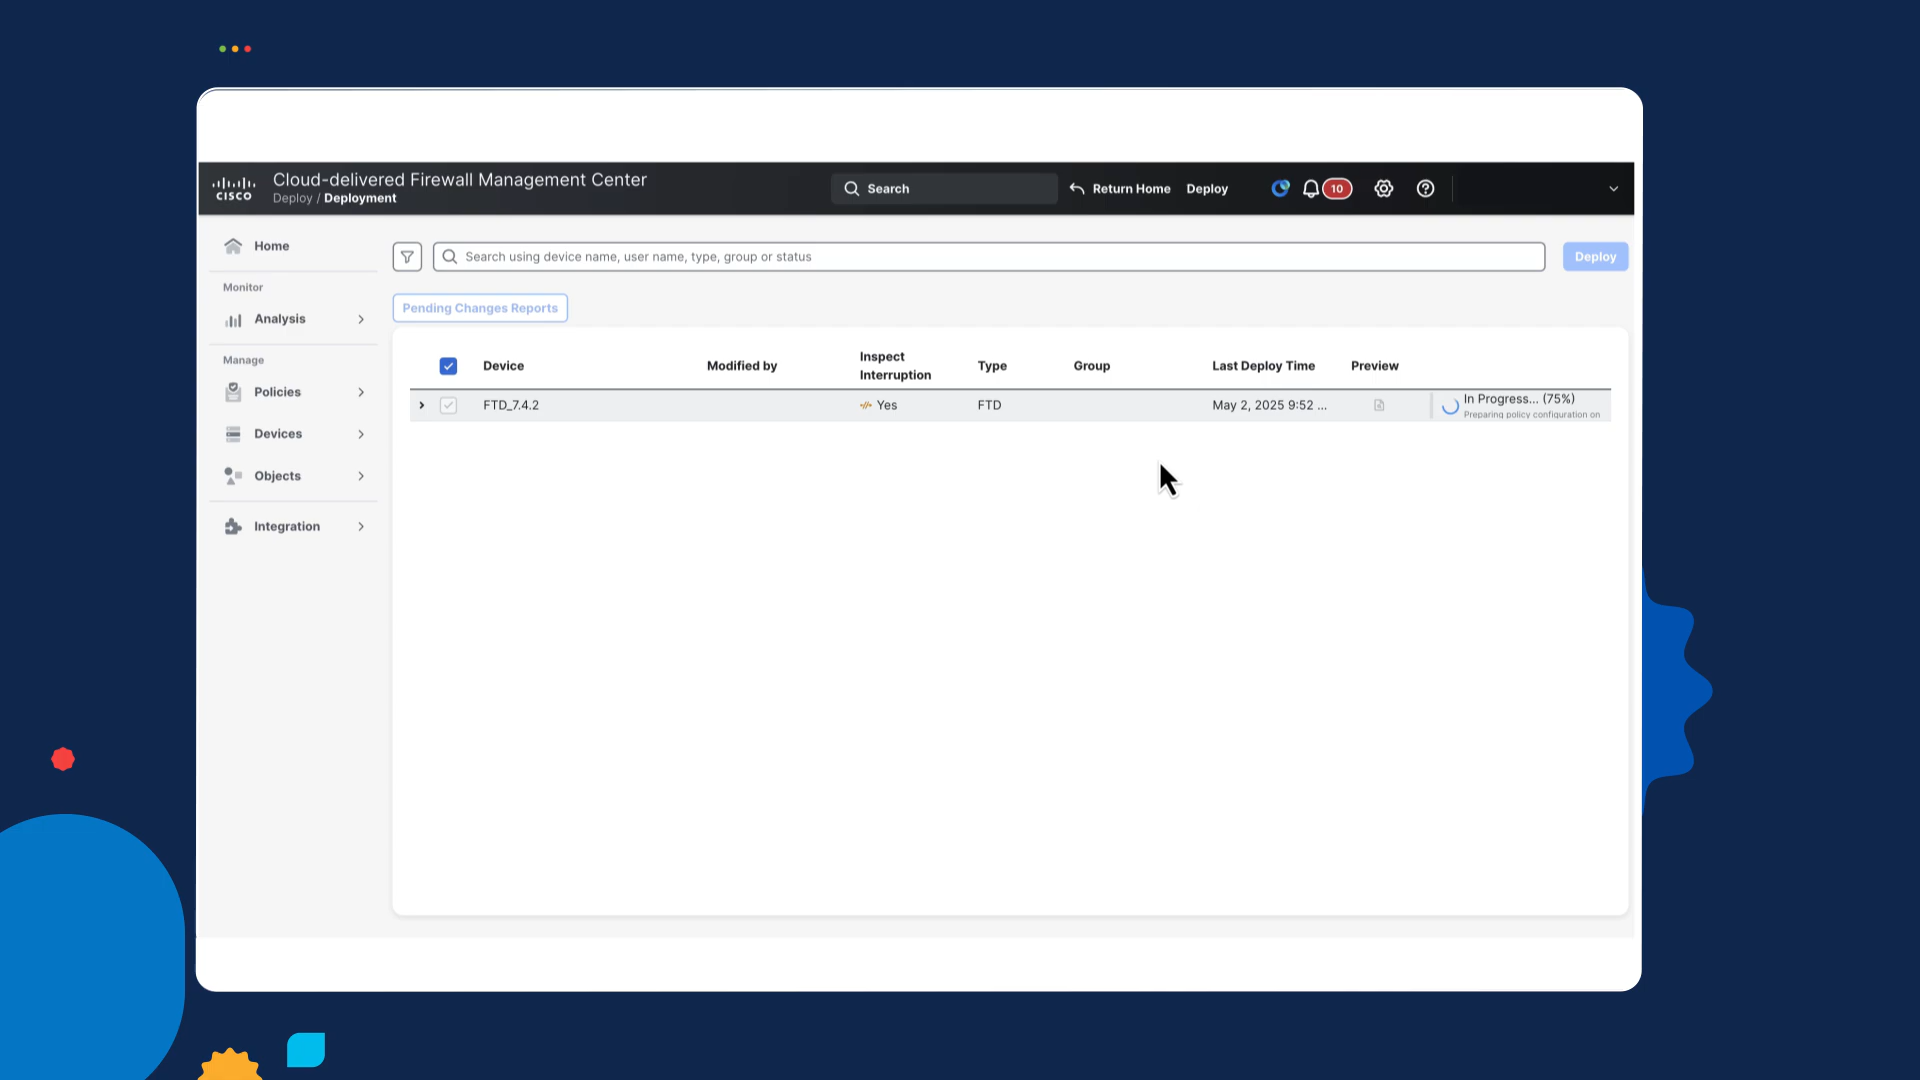 CISCO
Cloud-delivered Firewall Management Center
Deploy / Deployment
Search
Return Home
Deploy
10
Home
Monitor
Analysis
Manage
Policies
Devices
Objects
Integration
Search using device name, user name, type, group or status
Deploy
Pending Changes Reports
Device
Modified by
Inspect
Interruption
Type
Group
Last Deploy Time
Preview
FTD_7.4.2
Yes
FTD
May 2, 2025 9:52 ...
In Progress... (75%)
Preparing policy configuration on